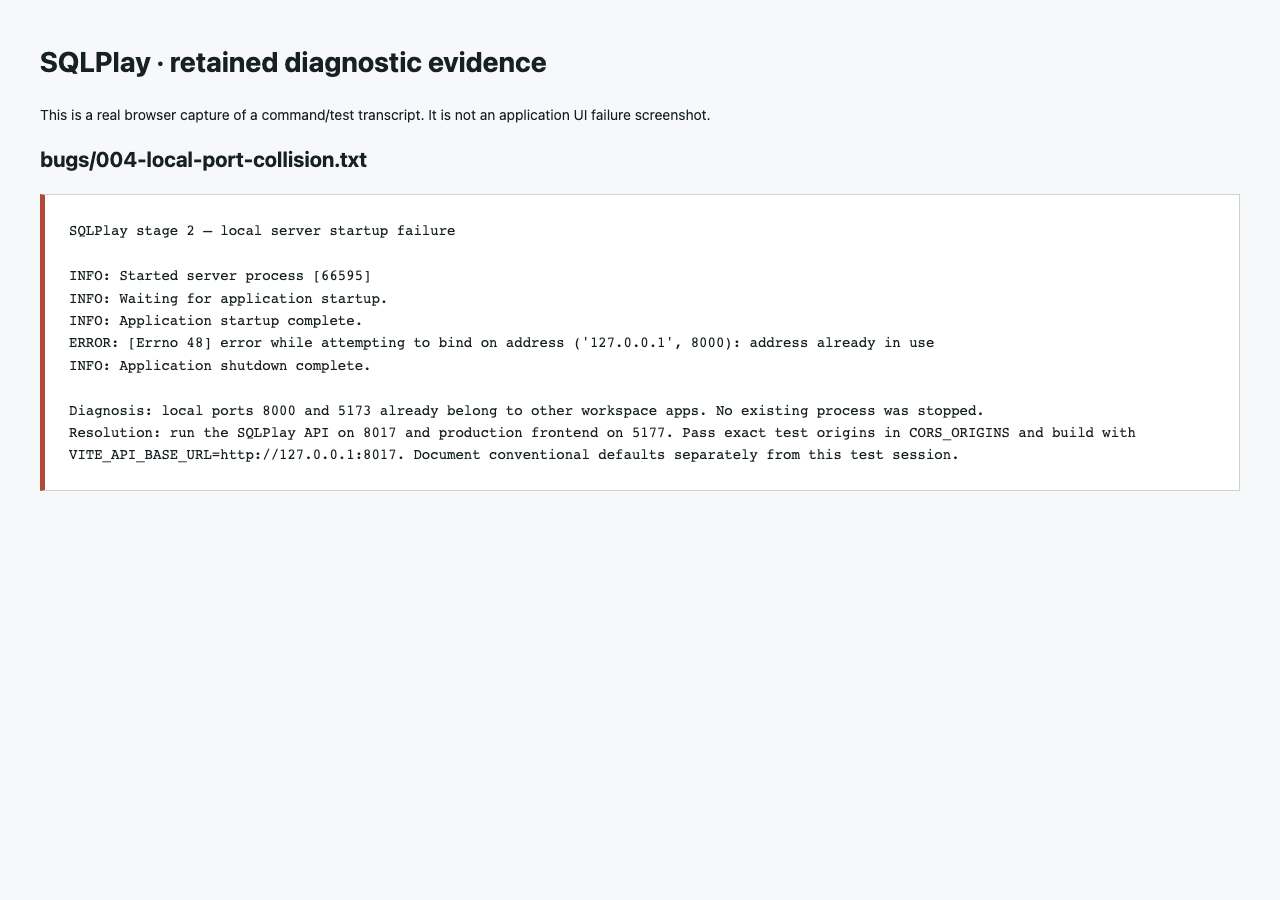 SQLPlay · retained diagnostic evidence
This is a real browser capture of a command/test transcript. It is not an application UI failure screenshot.
bugs/004-local-port-collision.txt
SQLPlay stage 2 — local server startup failure
INFO: Started server process [66595]
INFO: Waiting for application startup.
INFO: Application startup complete.
ERROR: [Errno 48] error while attempting to bind on address ('127.0.0.1', 8000): address already in use
INFO: Application shutdown complete.
Diagnosis: local ports 8000 and 5173 already belong to other workspace apps. No existing process was stopped.
Resolution: run the SQLPlay API on 8017 and production frontend on 5177. Pass exact test origins in CORS_ORIGINS and build with
VITE_API_BASE_URL=http://127.0.0.1:8017. Document conventional defaults separately from this test session.